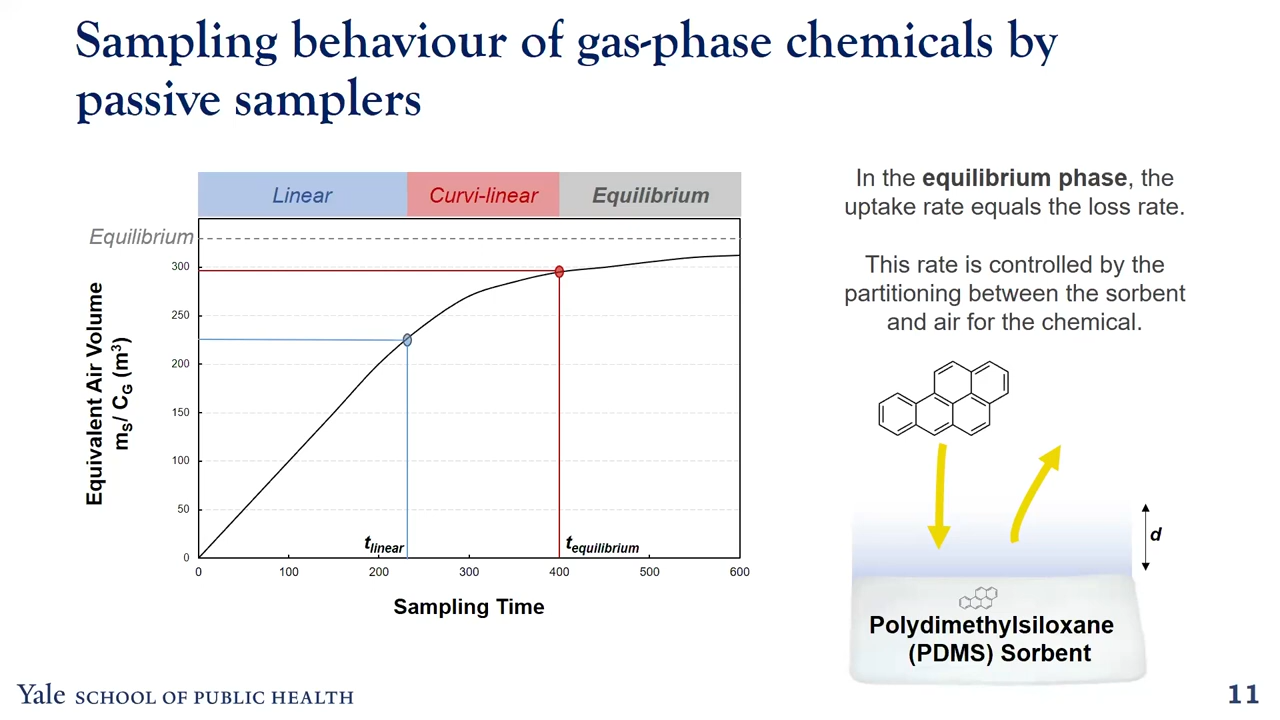 Sampling behaviour of gas-phase chemicals by
passive samplers
Linear
Curvi-linear
Equilibrium
Equilibrium
300
250
200
150
100
50
0
Equivalent Air Volume
mS/ CG (m³)
tlinear
tequilibrium
0 100 200 300 400 500 600
Sampling Time
In the equilibrium phase, the
uptake rate equals the loss rate.
This rate is controlled by the
partitioning between the sorbent
and air for the chemical.
d
Polydimethylsiloxane
(PDMS) Sorbent
Yale SCHOOL OF PUBLIC HEALTH
11